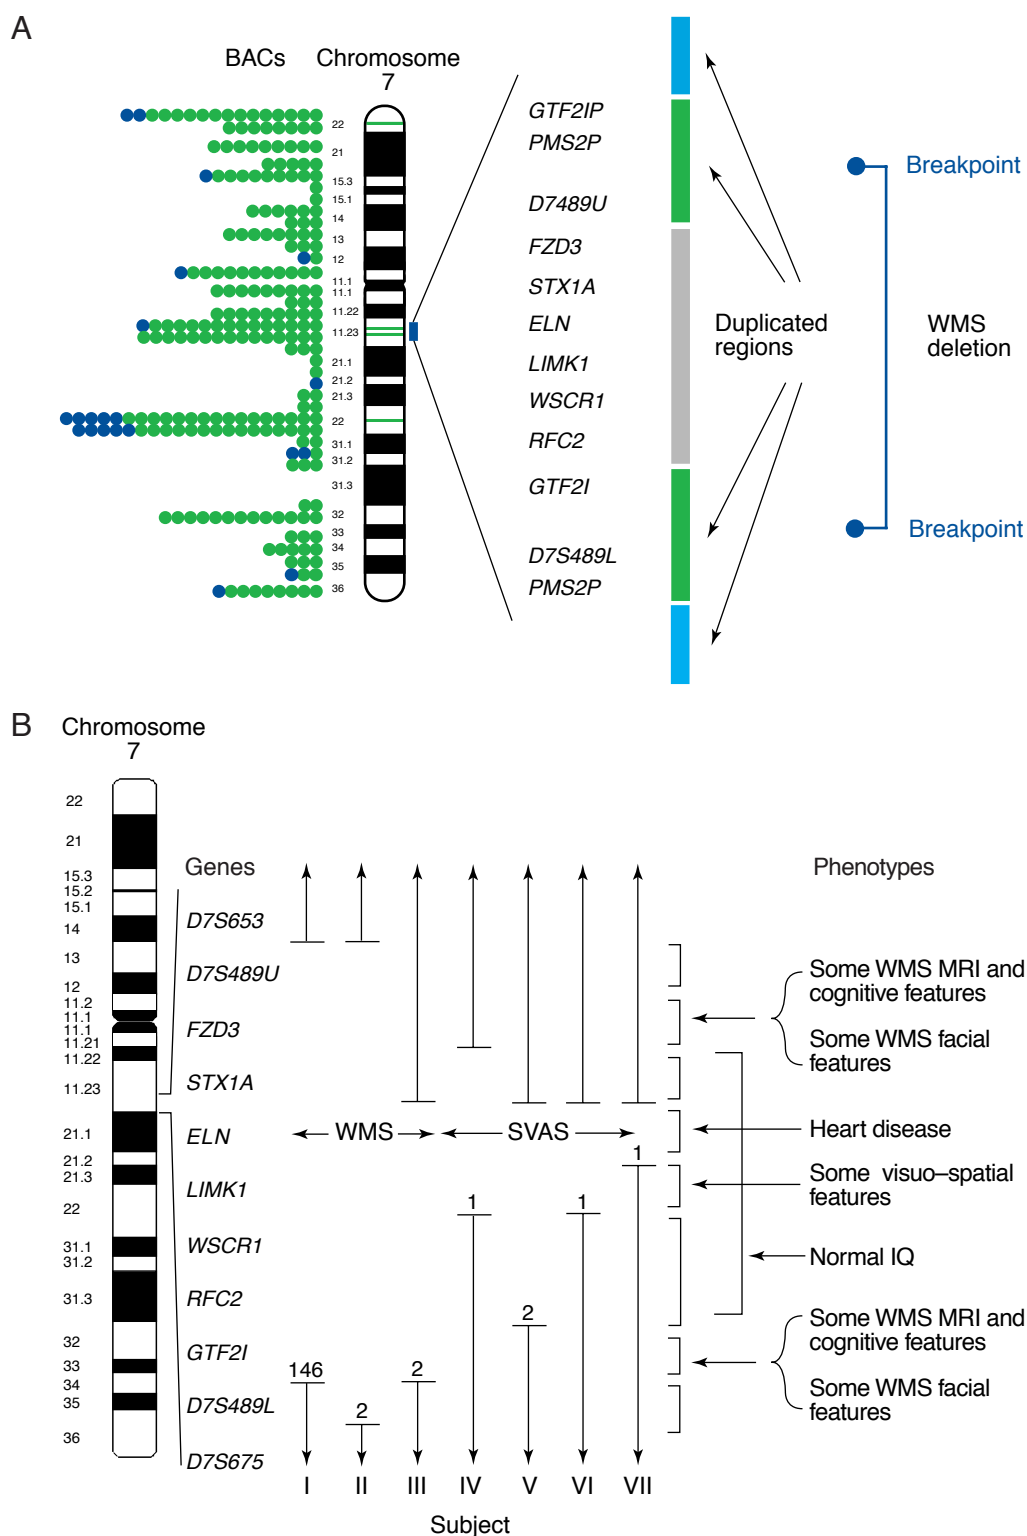 A
BACs
Chromosome
7
22
21
15.3
15.1
14
13
12
11.1
11.1
11.22
11.23
21.1
21.2
21.3
22
31.1
31.2
31.3
32
33
34
35
36
GTF2IP
PMS2P
D7489U
FZD3
STX1A
ELN
LIMK1
WSCR1
RFC2
GTF2I
D7S489L
PMS2P
Duplicated
regions
Breakpoint
WMS
deletion
Breakpoint
B
Chromosome
7
22
21
15.3
15.2
15.1
14
13
12
11.2
11.1
11.1
11.21
11.22
11.23
21.1
21.2
21.3
22
31.1
31.2
31.3
32
33
34
35
36
Genes
D7S653
D7S489U
FZD3
STX1A
ELN
LIMK1
WSCR1
RFC2
GTF2I
D7S489L
D7S675
WMS
SVAS
146
2
2
1
2
1
1
I II III IV V VI VII
Subject
Phenotypes
Some WMS MRI and
cognitive features
Some WMS facial
features
Heart disease
Some visuo–spatial
features
Normal IQ
Some WMS MRI and
cognitive features
Some WMS facial
features